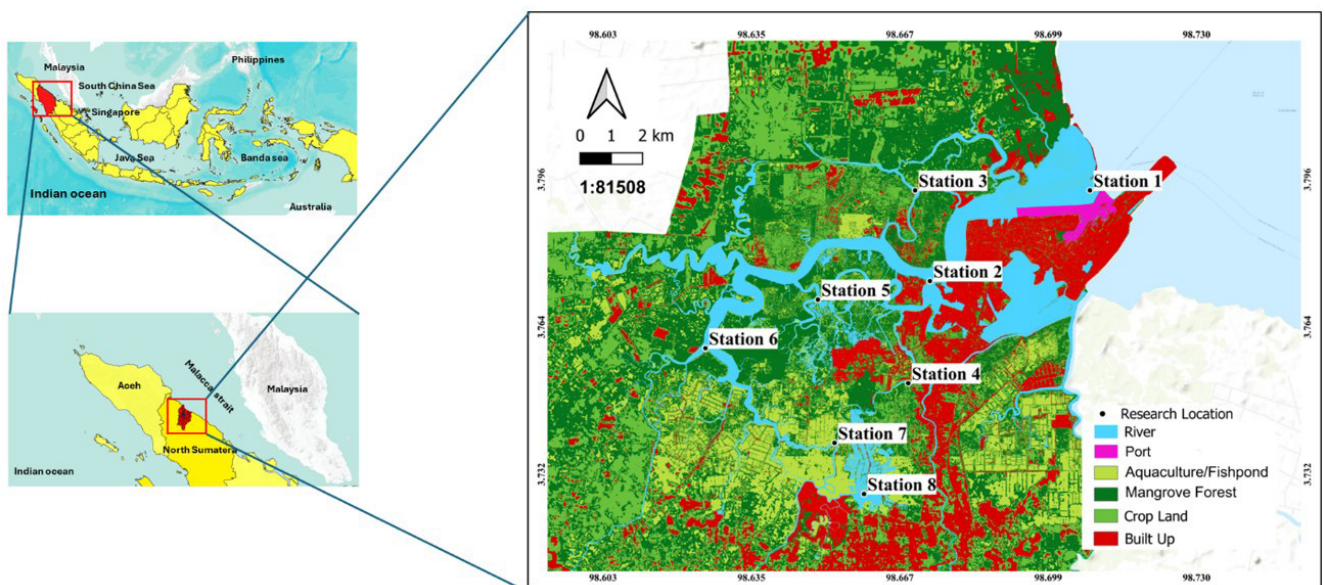 Philippines
Malaysia
South China Sea
Singapore
Java Sea
Banda sea
Indian ocean
Australia
Aceh
Malacca strait
Malaysia
North Sumatera
Indian ocean
98.603
98.635
98.667
98.699
98.730
0 1 2 km
1:81508
3.796
3.796
Station 3
Station 1
Station 2
Station 5
3.764
3.764
Station 6
Station 4
Station 7
3.732
3.732
Station 8
Research Location
River
Port
Aquaculture/Fishpond
Mangrove Forest
Crop Land
Built Up
98.603
98.635
98.667
98.699
98.730